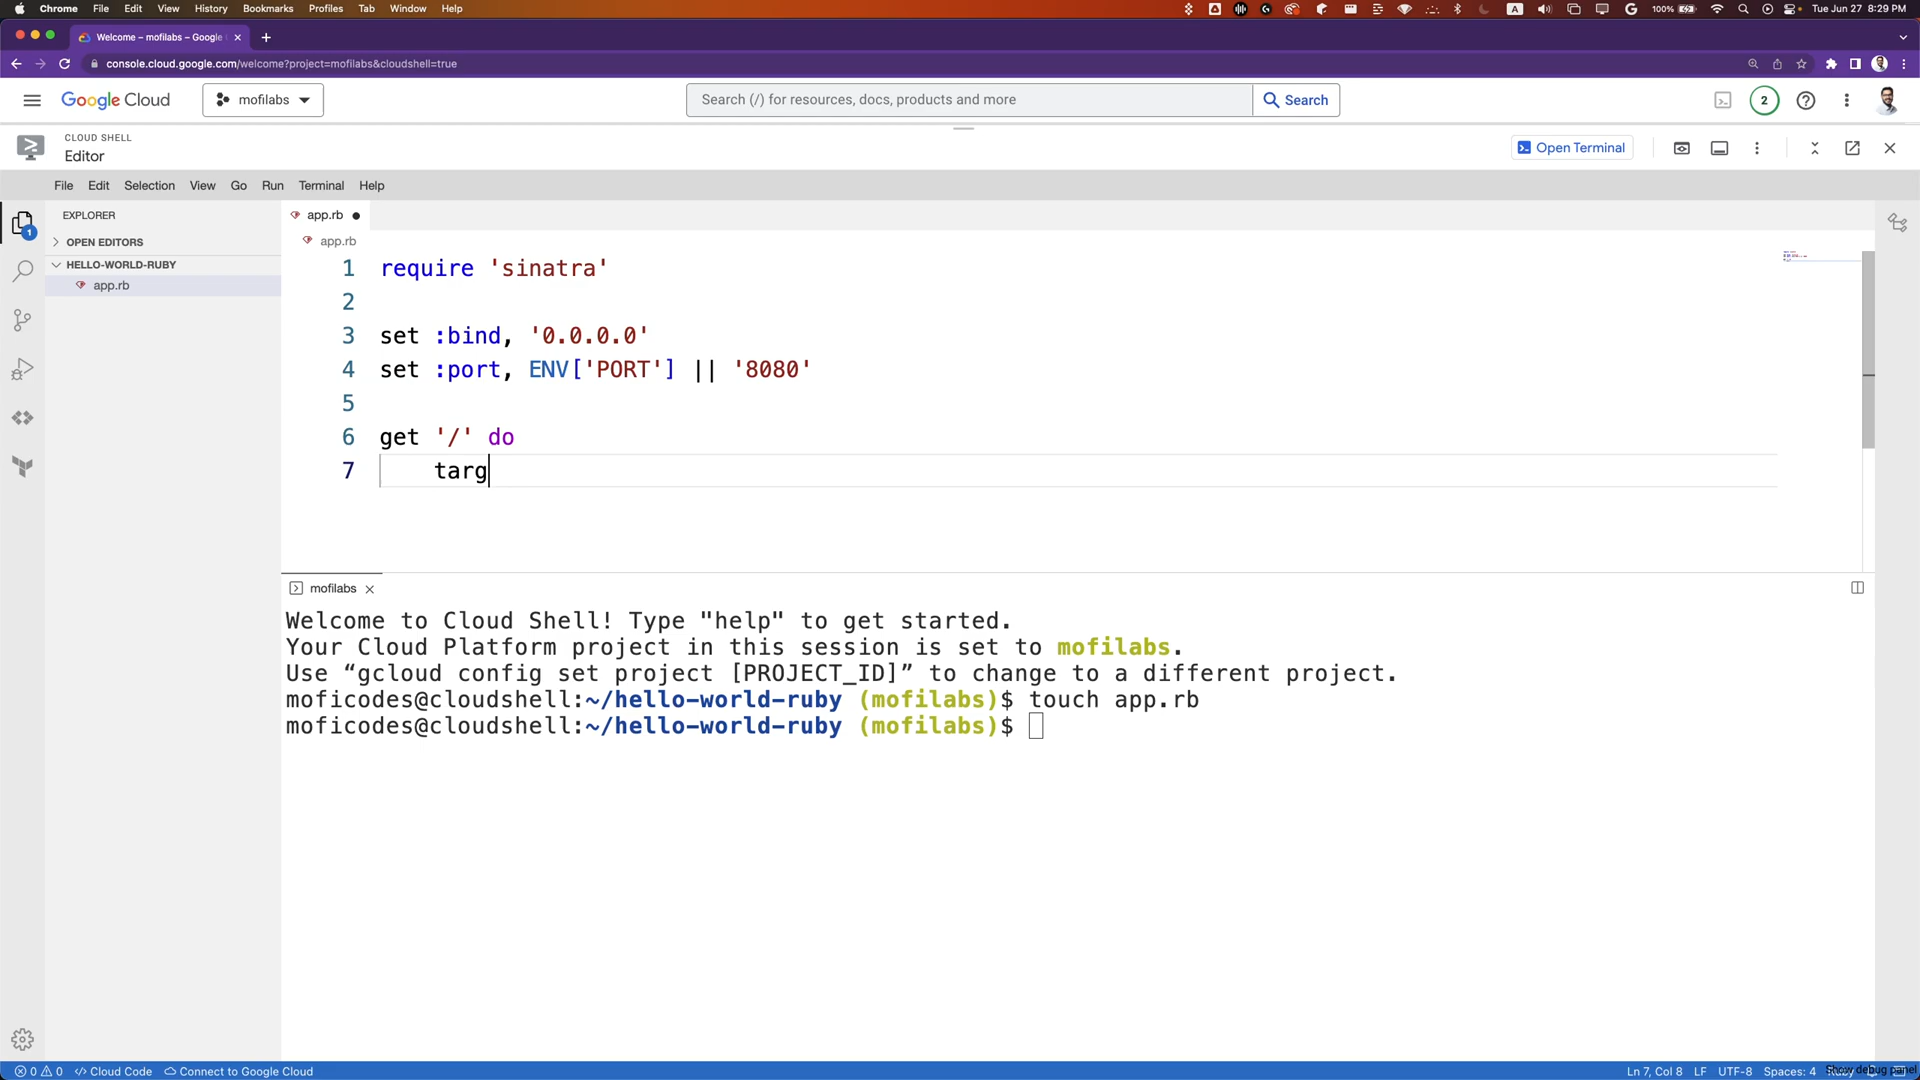 Chrome File Edit View History Bookmarks Profiles Tab Window Help 100% Tue Jun 27 8:29 PM
Welcome – mofilabs – Google
console.cloud.google.com/welcome?project=mofilabs&cloudshell=true
Google Cloud mofilabs Search (/) for resources, docs, products and more Search 2
CLOUD SHELL
Editor
Open Terminal
File Edit Selection View Go Run Terminal Help
EXPLORER
OPEN EDITORS
HELLO-WORLD-RUBY
app.rb
1
app.rb
app.rb
1 require 'sinatra'
2
3 set :bind, '0.0.0.0'
4 set :port, ENV['PORT'] || '8080'
5
6 get '/' do
7 targ
mofilabs
Welcome to Cloud Shell! Type "help" to get started.
Your Cloud Platform project in this session is set to mofilabs.
Use “gcloud config set project [PROJECT_ID]” to change to a different project.
moficodes@cloudshell:~/hello-world-ruby (mofilabs)$ touch app.rb
moficodes@cloudshell:~/hello-world-ruby (mofilabs)$
0 0 Cloud Code Connect to Google Cloud Ln 7, Col 8 LF UTF-8 Spaces: 4 Show debug panel